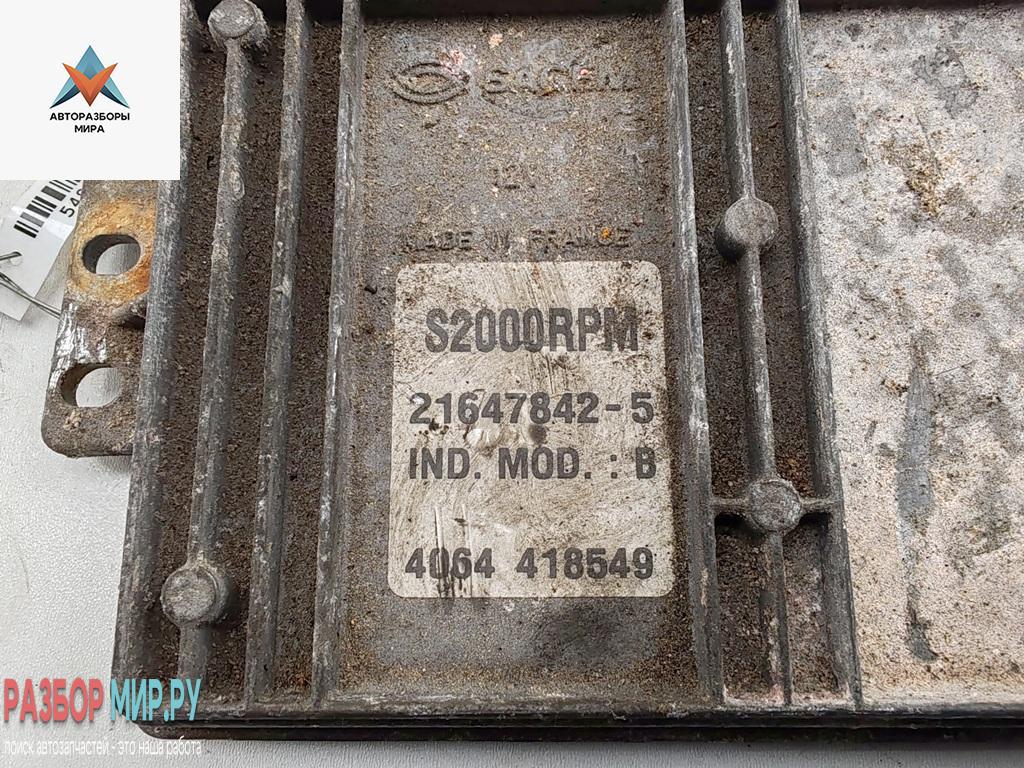 АВТОРАЗБОРЫ
МИРА
SAGEM
12V
MADE IN FRANCE
S2000RPM
21647842-5
IND. MOD. : B
4064 418549
РАЗБОР МИР.РУ
поиск автозапчастей - это наша работа